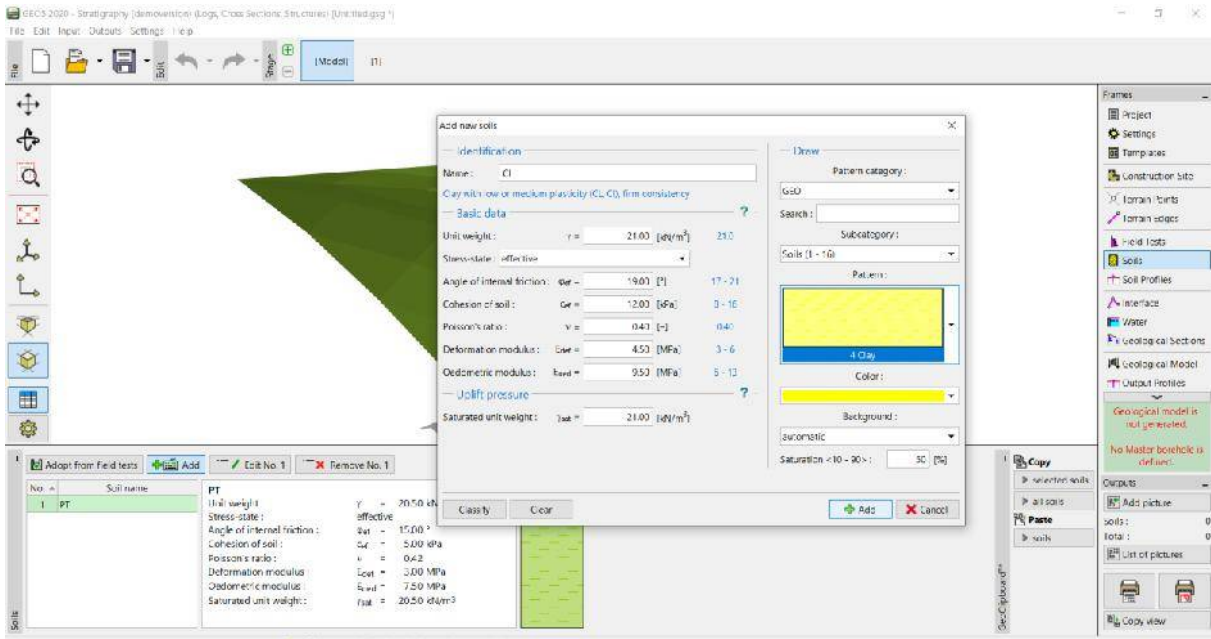 GEO5 2020 - Stratigraphy [demoversion] (Logs, Cross Sections, Structures) [Untitled.gsg *]
File Edit Input Outputs Settings Help
File
Edit
Stage
[Model] [1]
Add new soils
Identification
Name : CI
Clay with low or medium plasticity (CL, CI), firm consistency
Basic data ?
Unit weight : γ = 21.00 [kN/m³] 21.0
Stress-state : effective
Angle of internal friction : φef = 19.00 [°] 17 - 21
Cohesion of soil : cef = 12.00 [kPa]
Poisson's ratio : ν = 0.40 [–] 0.40
Deformation modulus : Edef = 4.50 [MPa] 3 - 6
Oedometric modulus : Eoed = 9.50 [MPa]
Uplift pressure ?
Saturated unit weight : γsat = 21.00 [kN/m³]
Classify Clear
Draw
Pattern category :
GEO
Search :
Subcategory :
Soils (1 - 16)
Pattern :
4 Clay
Color :
Background :
automatic
Saturation <10 - 90> : 50 [%]
Add Cancel
Frames
Project
Settings
Templates
Construction Site
Terrain Points
Terrain Edges
Field Tests
Soils
Soil Profiles
Interface
Water
Geological Sections
Geological Model
Output Profiles
Geological model is
not generated.
No Master borehole is
defined.
Outputs
Add picture
Soils : 0
Total : 0
List of pictures
Copy view
Adopt from field tests Add Edit No. 1 Remove No. 1
No. Soil name
1 PT
PT
Unit weight : γ = 20.50 kN
Stress-state : effective
Angle of internal friction : φef = 15.00 °
Cohesion of soil : cef = 5.00 kPa
Poisson's ratio : ν = 0.42
Deformation modulus : Edef = 3.00 MPa
Oedometric modulus : Eoed = 7.50 MPa
Saturated unit weight : γsat = 20.50 kN/m3
Soils
GeoClipboard™
Copy
selected soils
all soils
Paste
soils